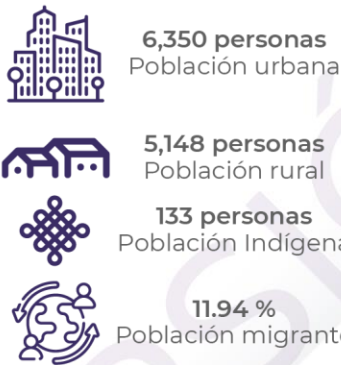 6,350 personas
Población urbana
5,148 personas
Población rural
133 personas
Población Indígena
11.94 %
Población migrante